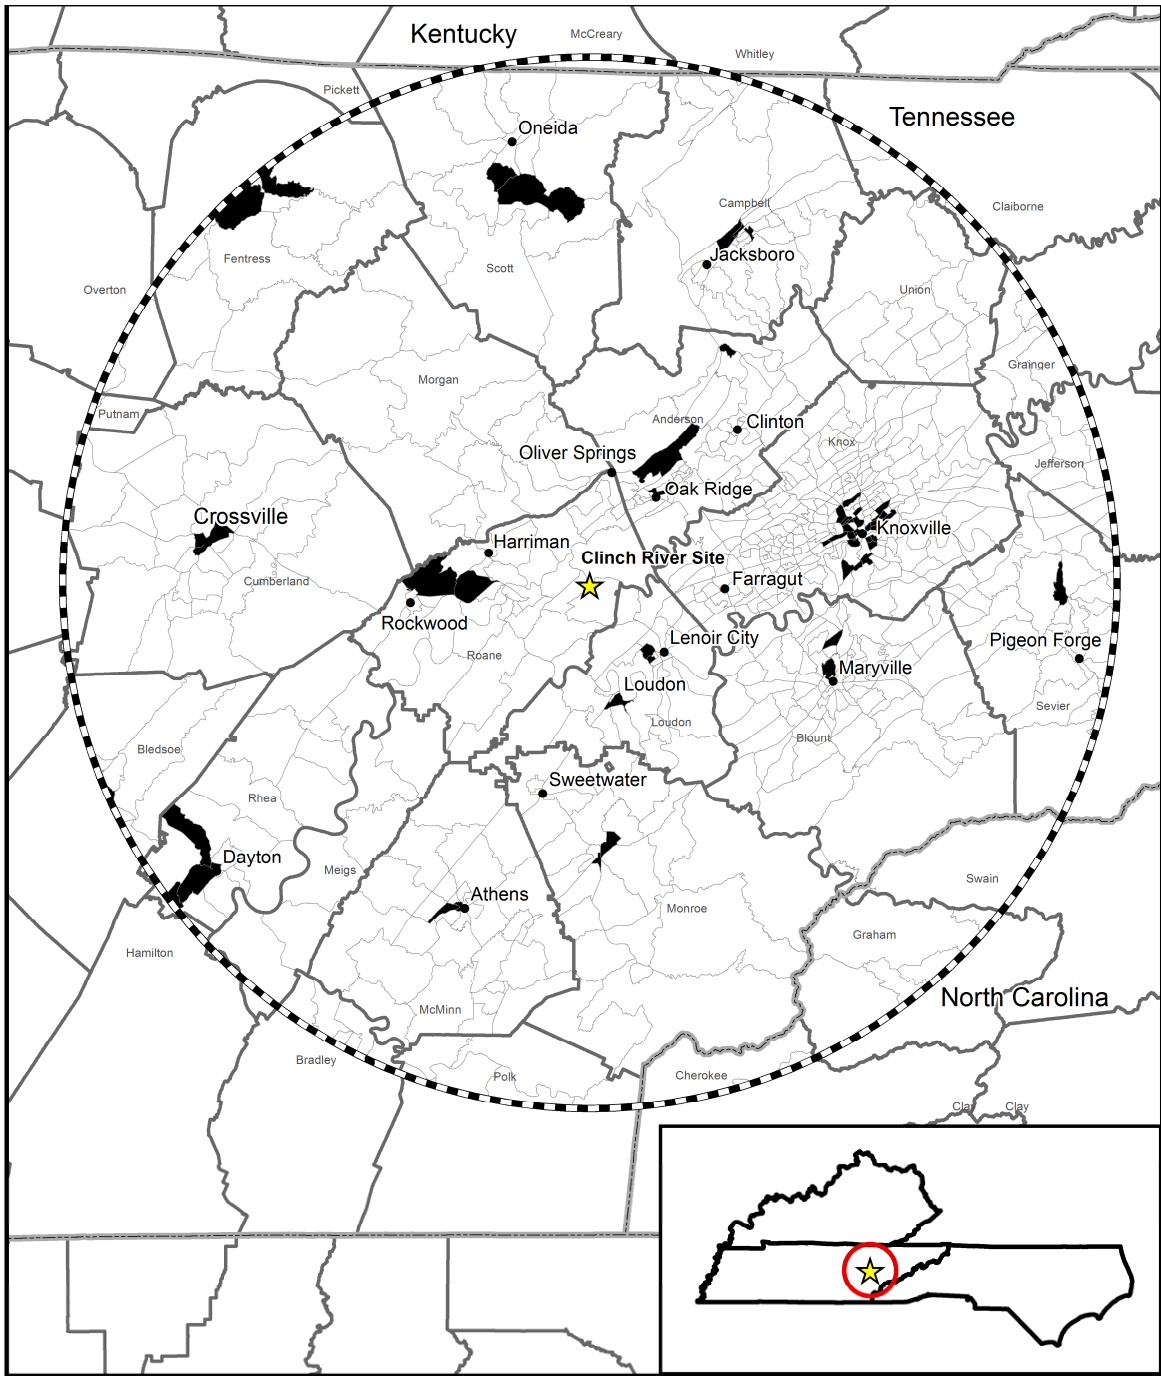 Kentucky
McCreary
Whitley
Pickett
Tennessee
Oneida
Campbell
Claiborne
Jacksboro
Fentress
Scott
Overton
Union
Grainger
Morgan
Putnam
Anderson
Clinton
Knox
Oliver Springs
Jefferson
Oak Ridge
Crossville
Knoxville
Harriman
Clinch River Site
Cumberland
Farragut
Rockwood
Lenoir City
Pigeon Forge
Roane
Maryville
Loudon
Sevier
Loudon
Blount
Bledsoe
Sweetwater
Rhea
Dayton
Meigs
Swain
Athens
Monroe
Graham
Hamilton
North Carolina
McMinn
Bradley
Polk
Cherokee
Clay
Clay